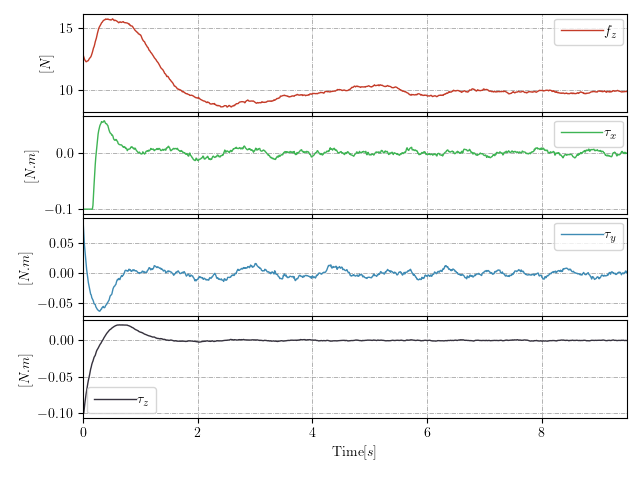 15
10
[N]
f_z
0.0
−0.1
[N.m]
τ_x
0.05
0.00
−0.05
[N.m]
τ_y
0.00
−0.05
−0.10
[N.m]
τ_z
0 2 4 6 8
Time[s]